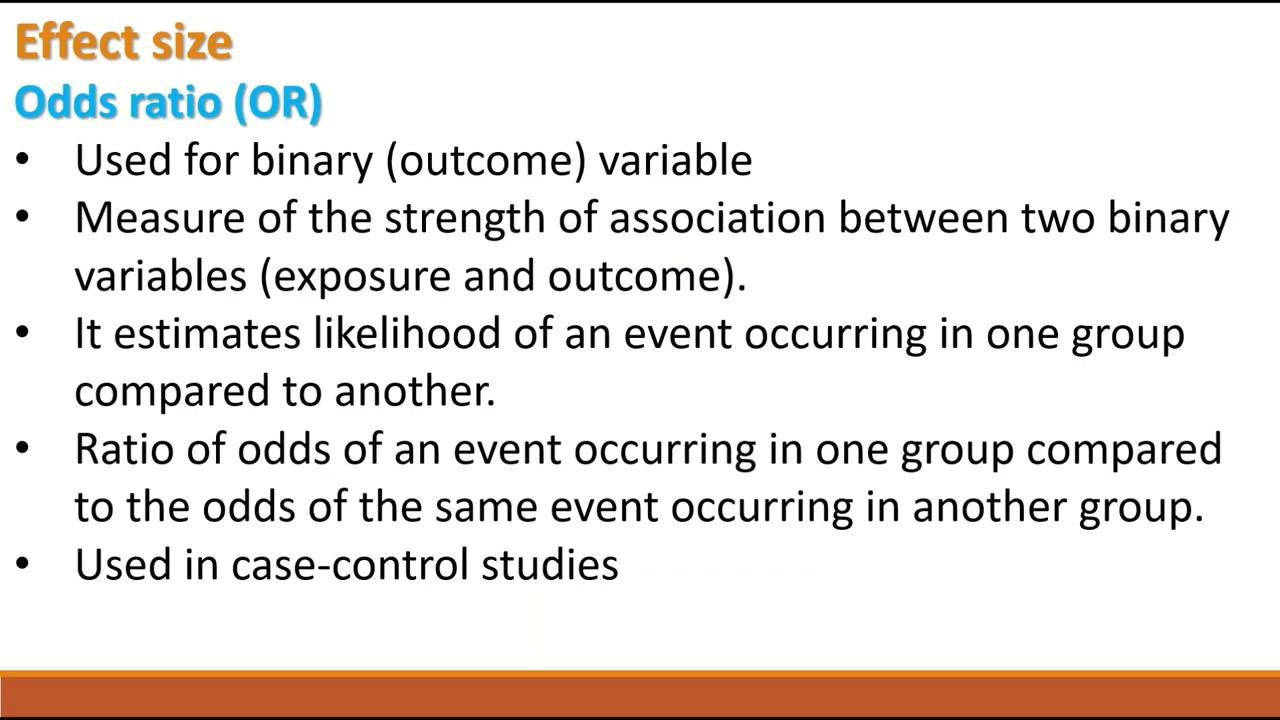 Effect size
Odds ratio (OR)
• Used for binary (outcome) variable
• Measure of the strength of association between two binary
variables (exposure and outcome).
• It estimates likelihood of an event occurring in one group
compared to another.
• Ratio of odds of an event occurring in one group compared
to the odds of the same event occurring in another group.
• Used in case-control studies